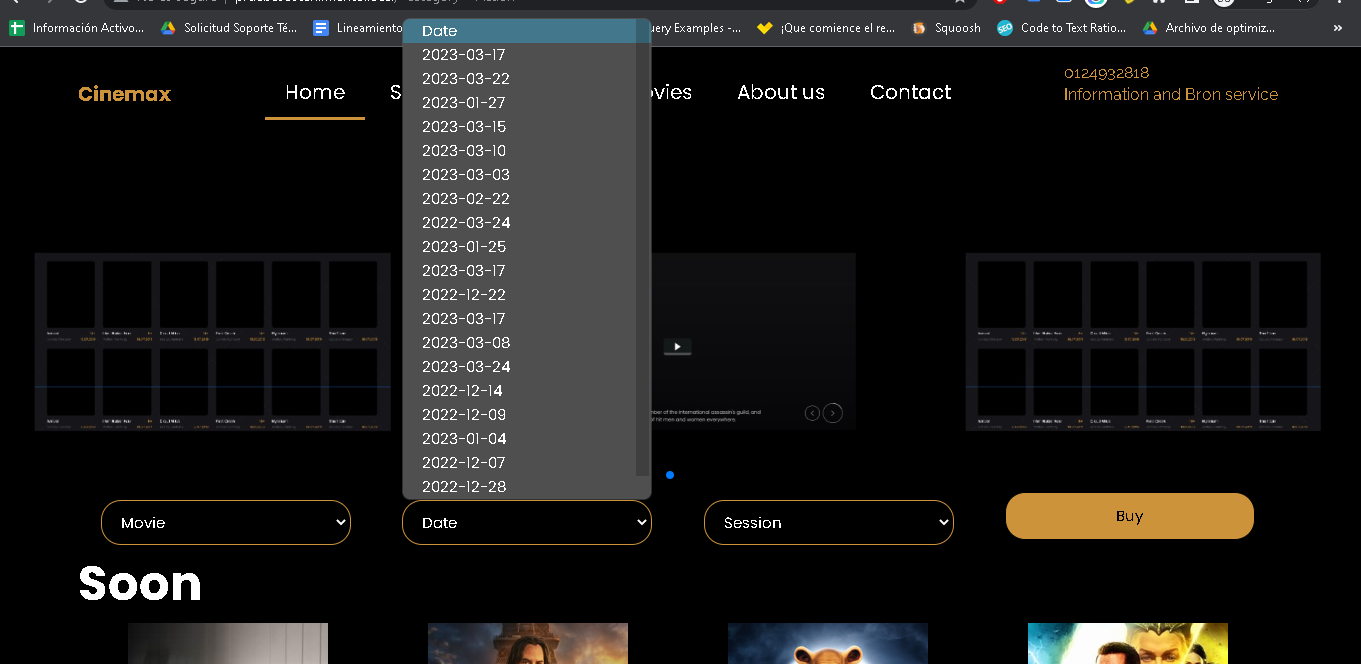 Información Activo...
Solicitud Soporte Té...
Lineamiento
uery Examples -...
¡Que comience el re...
Squoosh
Code to Text Ratio...
Archivo de optimiz...
»
Cinemax
Home
S
ovies
About us
Contact
0124932818
Information and Bron service
Date
2023-03-17
2023-03-22
2023-01-27
2023-03-15
2023-03-10
2023-03-03
2023-02-22
2022-03-24
2023-01-25
2023-03-17
2022-12-22
2023-03-17
2023-03-08
2023-03-24
2022-12-14
2022-12-09
2023-01-04
2022-12-07
2022-12-28
mber of the international assassin's guild, and
of hit men and women everywhere.
Movie
Date
Session
Buy
Soon